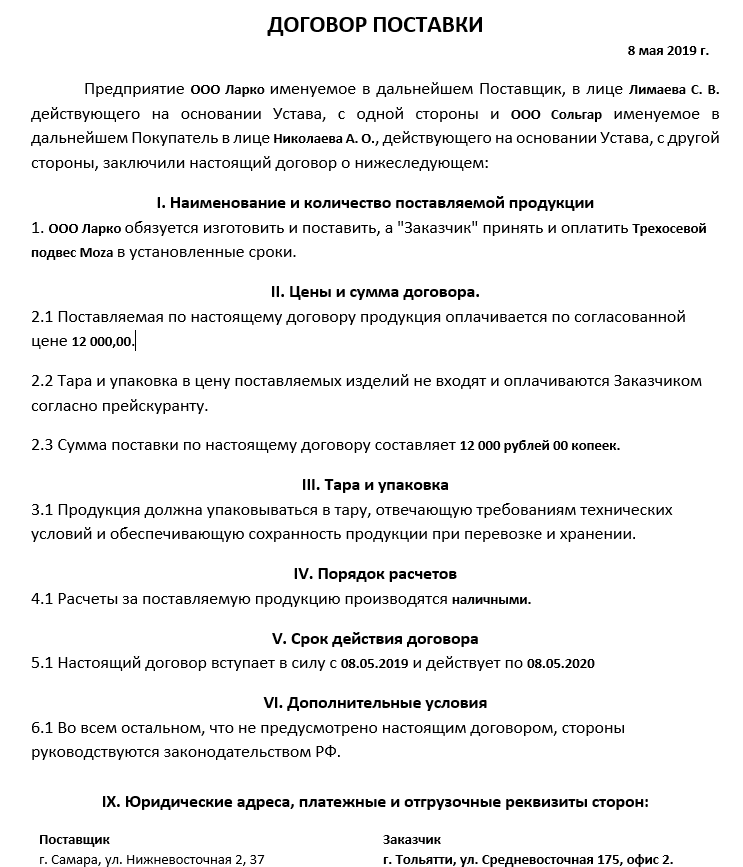 ДОГОВОР ПОСТАВКИ
8 мая 2019 г.
Предприятие ООО Ларко именуемое в дальнейшем Поставщик, в лице Лимаева С. В.
действующего на основании Устава, с одной стороны и ООО Сольгар именуемое в
дальнейшем Покупатель в лице Николаева А. О., действующего на основании Устава, с другой
стороны, заключили настоящий договор о нижеследующем:
I. Наименование и количество поставляемой продукции
1. ООО Ларко обязуется изготовить и поставить, а "Заказчик" принять и оплатить Трехосевой
подвес Moza в установленные сроки.
II. Цены и сумма договора.
2.1 Поставляемая по настоящему договору продукция оплачивается по согласованной
цене 12 000,00.
2.2 Тара и упаковка в цену поставляемых изделий не входят и оплачиваются Заказчиком
согласно прейскуранту.
2.3 Сумма поставки по настоящему договору составляет 12 000 рублей 00 копеек.
III. Тара и упаковка
3.1 Продукция должна упаковываться в тару, отвечающую требованиям технических
условий и обеспечивающую сохранность продукции при перевозке и хранении.
IV. Порядок расчетов
4.1 Расчеты за поставляемую продукцию производятся наличными.
V. Срок действия договора
5.1 Настоящий договор вступает в силу с 08.05.2019 и действует по 08.05.2020
VI. Дополнительные условия
6.1 Во всем остальном, что не предусмотрено настоящим договором, стороны
руководствуются законодательством РФ.
IX. Юридические адреса, платежные и отгрузочные реквизиты сторон:
Поставщик Заказчик
г. Самара, ул. Нижневосточная 2, 37 г. Тольятти, ул. Средневосточная 175, офис 2.